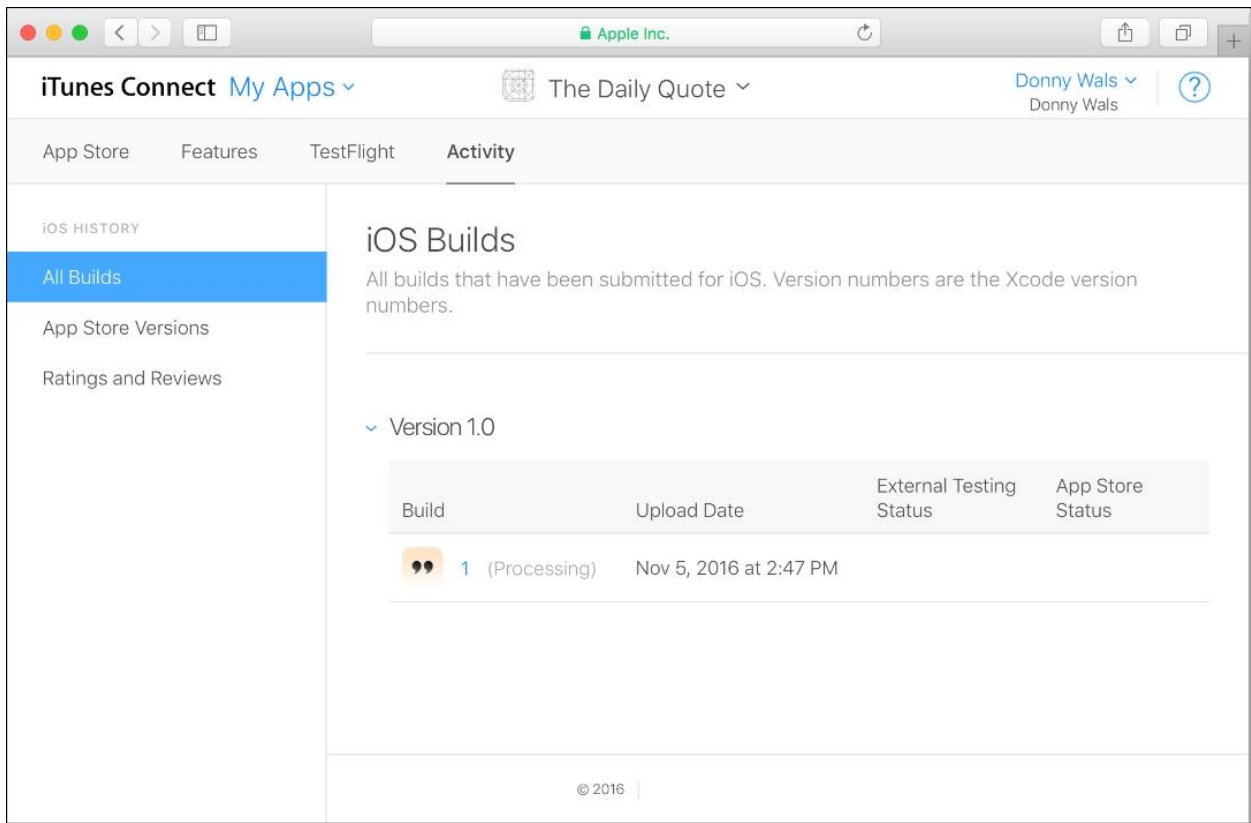 Apple Inc.
iTunes Connect My Apps The Daily Quote Donny Wals ?
Donny Wals
App Store Features TestFlight Activity
iOS HISTORY
All Builds
App Store Versions
Ratings and Reviews
iOS Builds
All builds that have been submitted for iOS. Version numbers are the Xcode version
numbers.
Version 1.0
Build Upload Date External Testing Status App Store Status
1 (Processing) Nov 5, 2016 at 2:47 PM
© 2016